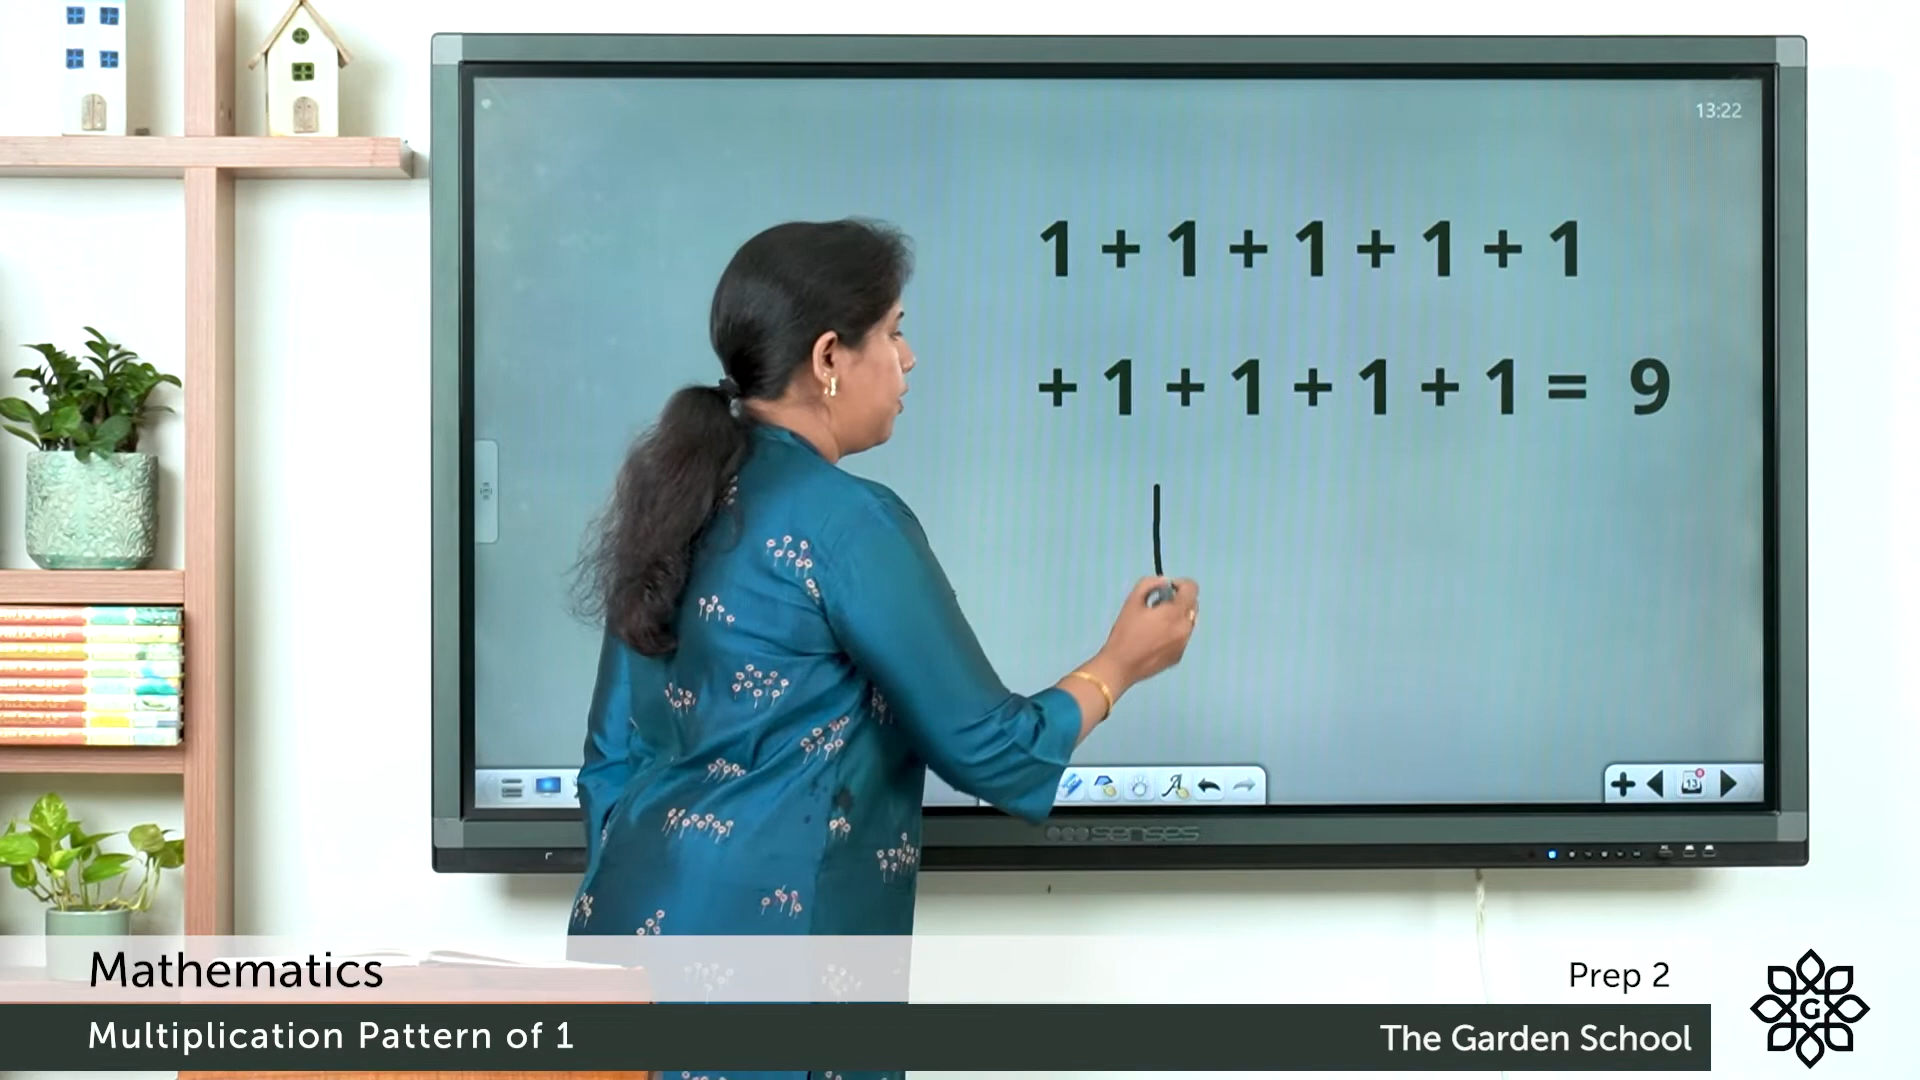 13:22
1 + 1 + 1 + 1 + 1
+ 1 + 1 + 1 + 1 = 9
senses
Mathematics
Prep 2
Multiplication Pattern of 1
The Garden School
G